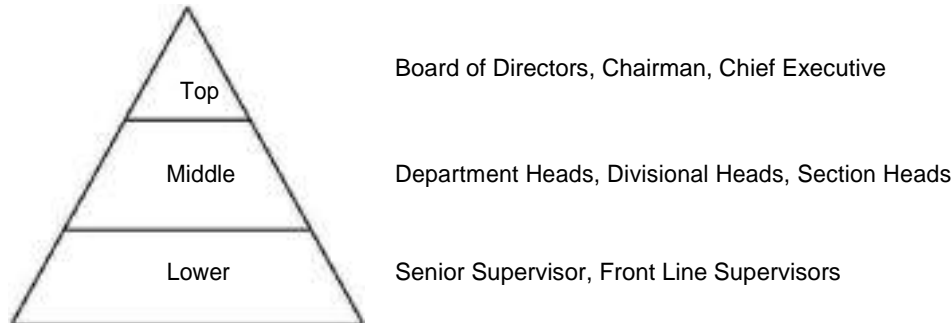 Board of Directors, Chairman, Chief Executive
Top
Middle
Department Heads, Divisional Heads, Section Heads
Lower
Senior Supervisor, Front Line Supervisors